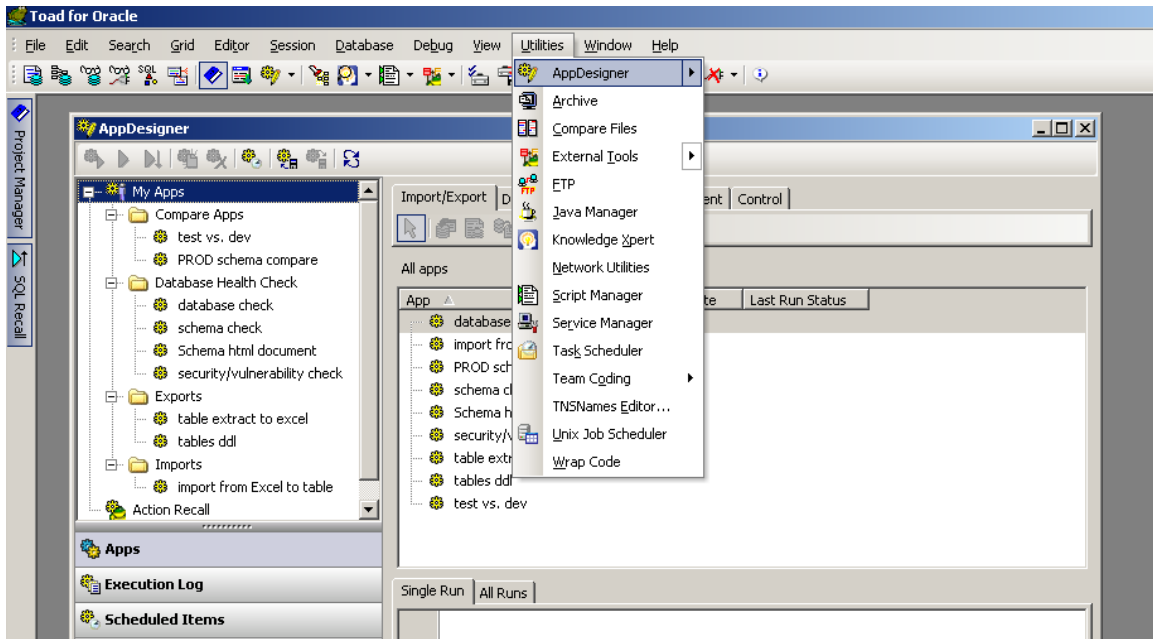 Toad for Oracle
File Edit Search Grid Editor Session Database Debug View Utilities Window Help
SQL
AppDesigner
Archive
Compare Files
External Tools
FTP
FTP
Java Manager
Knowledge Xpert
Network Utilities
Script Manager
Service Manager
Task Scheduler
Team Coding
TNSNames Editor...
Unix Job Scheduler
Wrap Code
Project Manager
SQL Recall
AppDesigner
My Apps
Compare Apps
test vs. dev
PROD schema compare
Database Health Check
database check
schema check
Schema html document
security/vulnerability check
Exports
table extract to excel
tables ddl
Imports
import from Excel to table
Action Recall
Apps
Execution Log
Scheduled Items
Import/Export D ent Control
All apps
App te Last Run Status
database
import fro
PROD sch
schema cl
Schema h
security/v
table extr
tables ddl
test vs. dev
Single Run All Runs